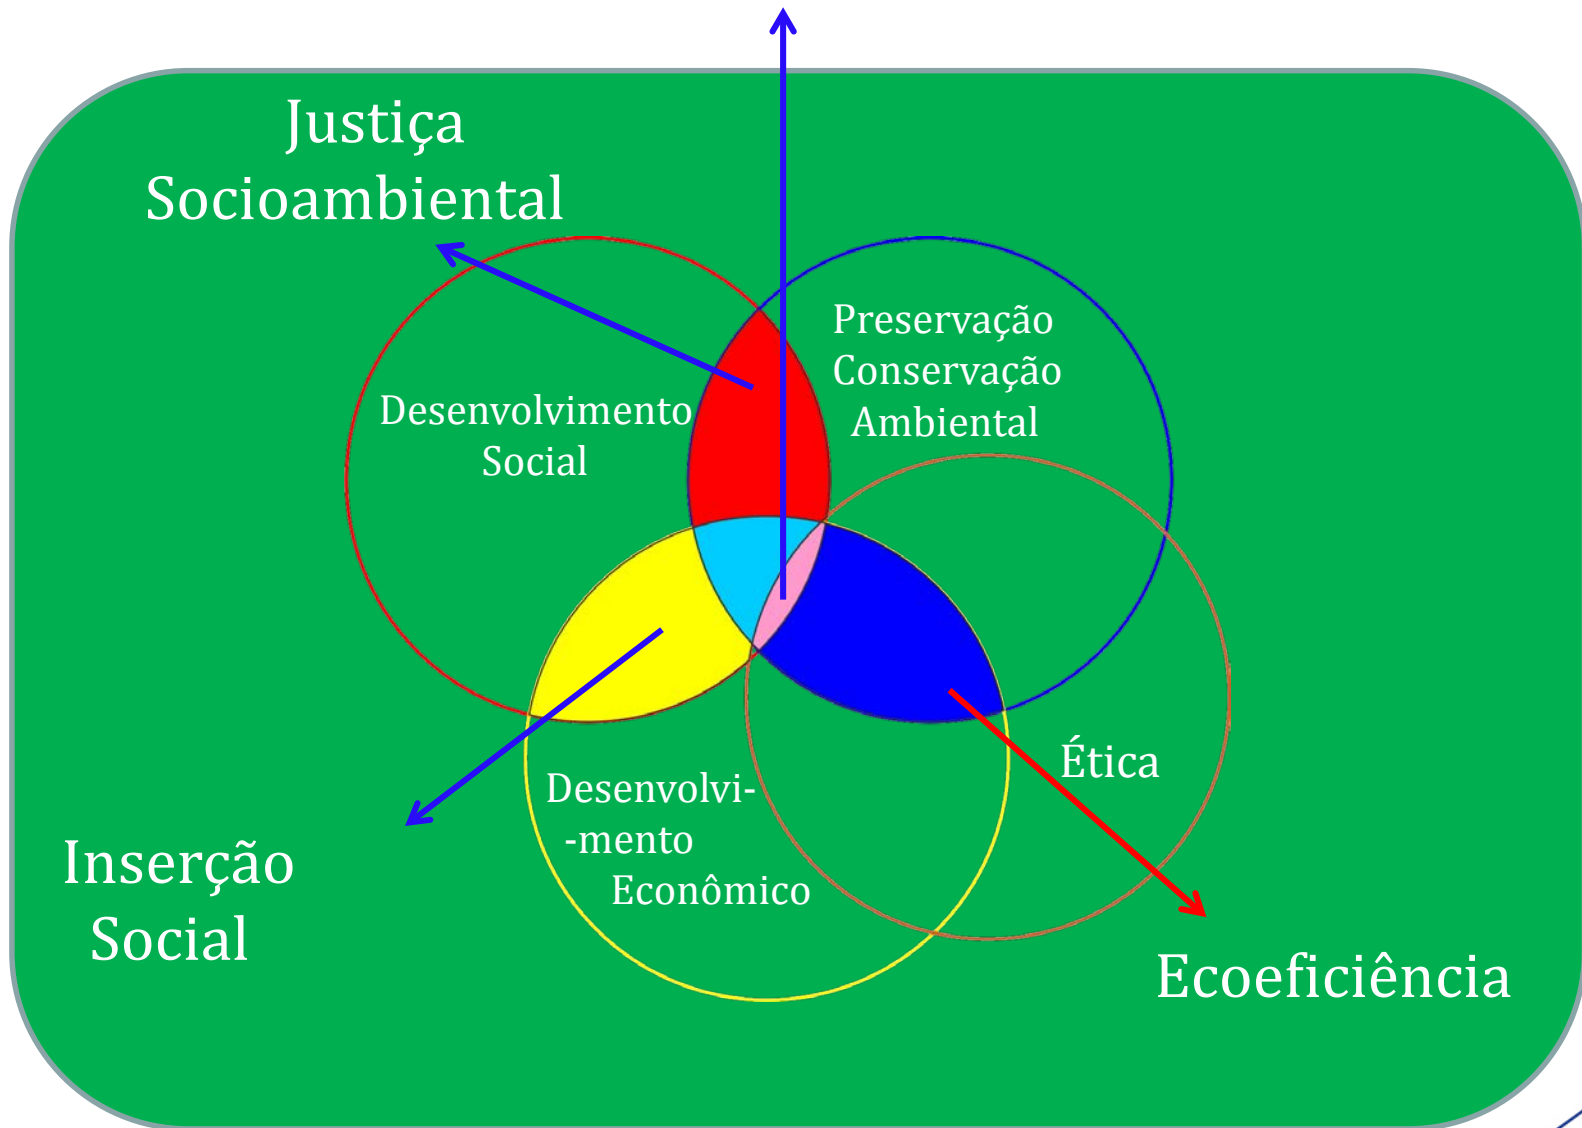 Justiça
Socioambiental
Preservação
Conservação
Ambiental
Desenvolvimento
Social
Ética
Desenvolvi-
-mento
Econômico
Inserção
Social
Ecoeficiência